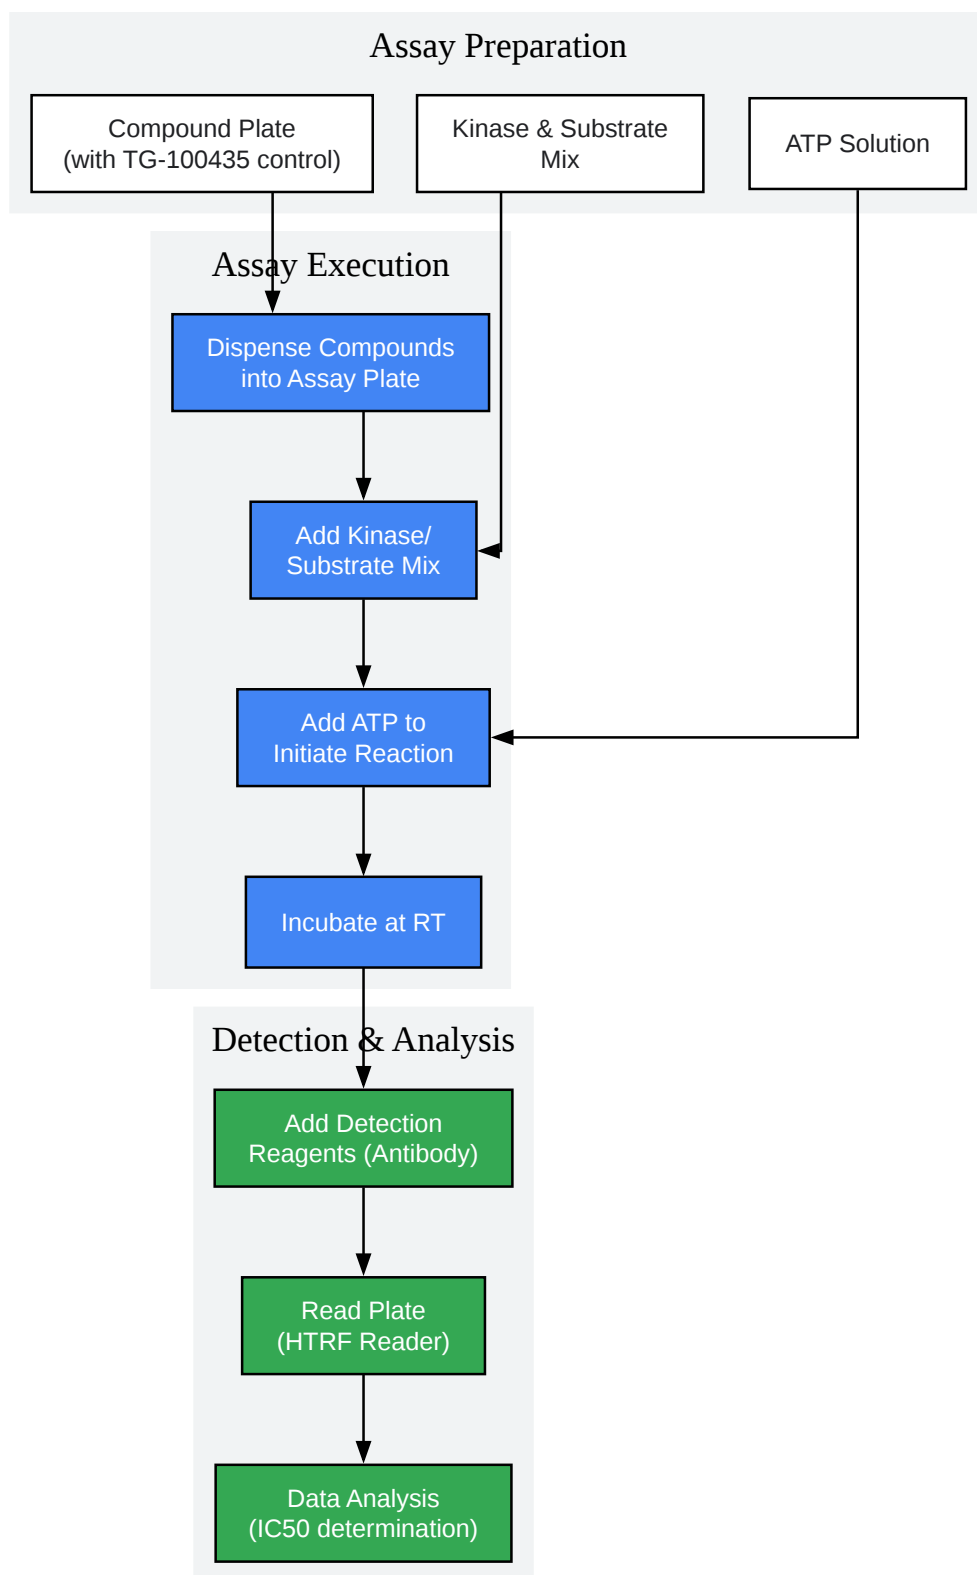 Assay Preparation
Compound Plate
(with TG-100435 control)
Kinase & Substrate
Mix
ATP Solution
Assay Execution
Dispense Compounds
into Assay Plate
Add Kinase/
Substrate Mix
Add ATP to
Initiate Reaction
Incubate at RT
Detection & Analysis
Add Detection
Reagents (Antibody)
Read Plate
(HTRF Reader)
Data Analysis
(IC50 determination)